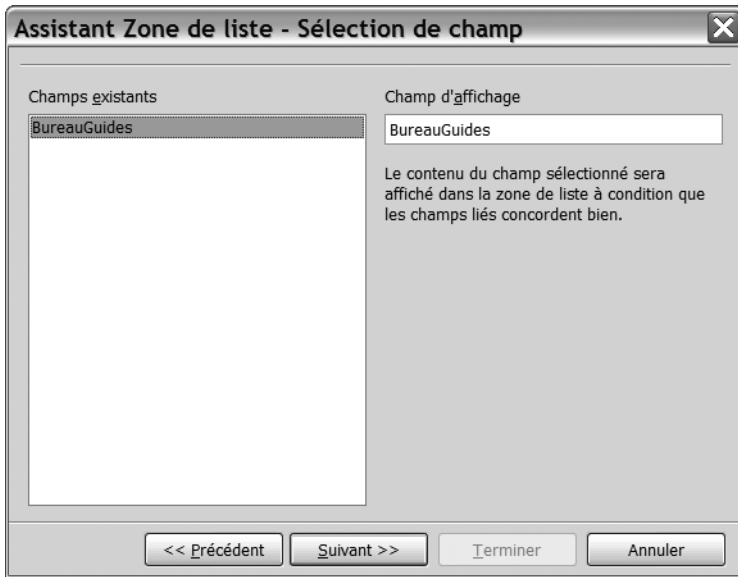 Assistant Zone de liste - Sélection de champ
Champs existants
BureauGuides
Champ d'affichage
BureauGuides
Le contenu du champ sélectionné sera
affiché dans la zone de liste à condition que
les champs liés concordent bien.
<< Précédent
Suivant >>
Terminer
Annuler